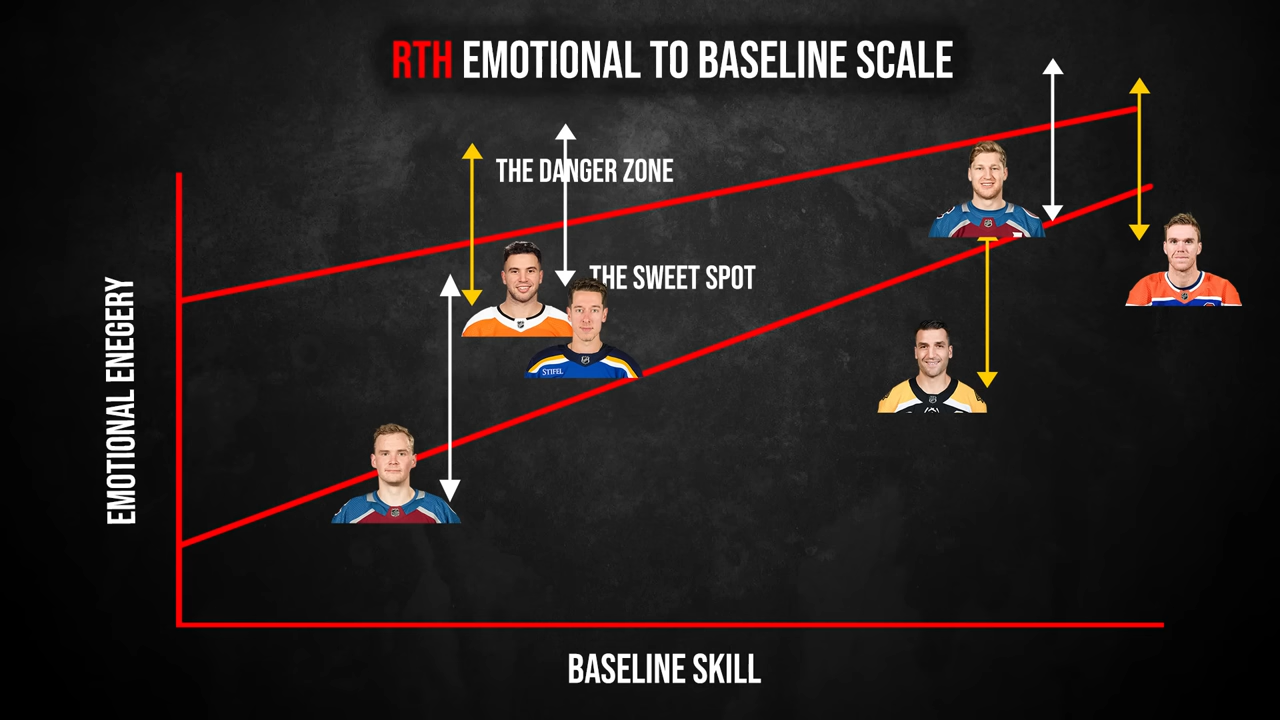 RTH EMOTIONAL TO BASELINE SCALE
THE DANGER ZONE
THE SWEET SPOT
EMOTIONAL ENEGERY
STIFEL
BASELINE SKILL